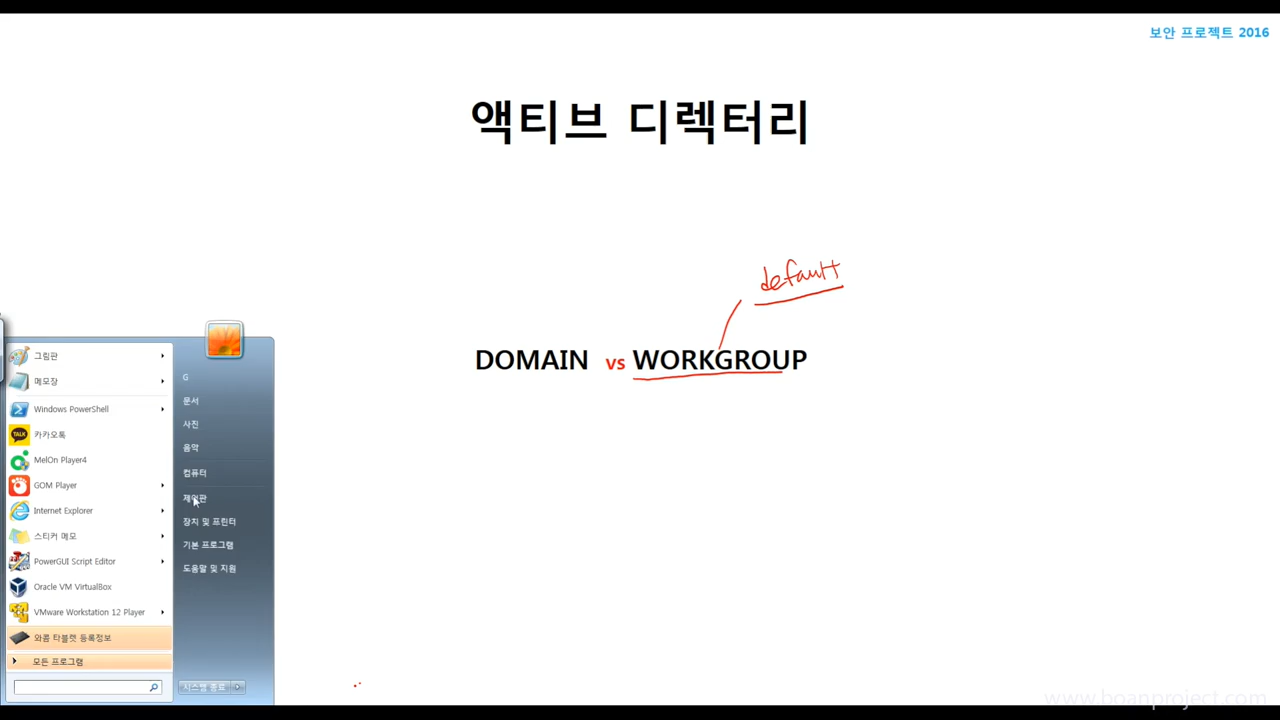 보안 프로젝트 2016
액티브 디렉터리
default
DOMAIN vs WORKGROUP
그림판
메모장
Windows PowerShell
TALK
카카오톡
MelOn Player4
GOM Player
Internet Explorer
스티커 메모
PowerGUI Script Editor
Oracle VM VirtualBox
VMware Workstation 12 Player
와콤 타블렛 등록정보
모든 프로그램
G
문서
사진
음악
컴퓨터
제어판
장치 및 프린터
기본 프로그램
도움말 및 지원
시스템 종료
www.boanproject.com